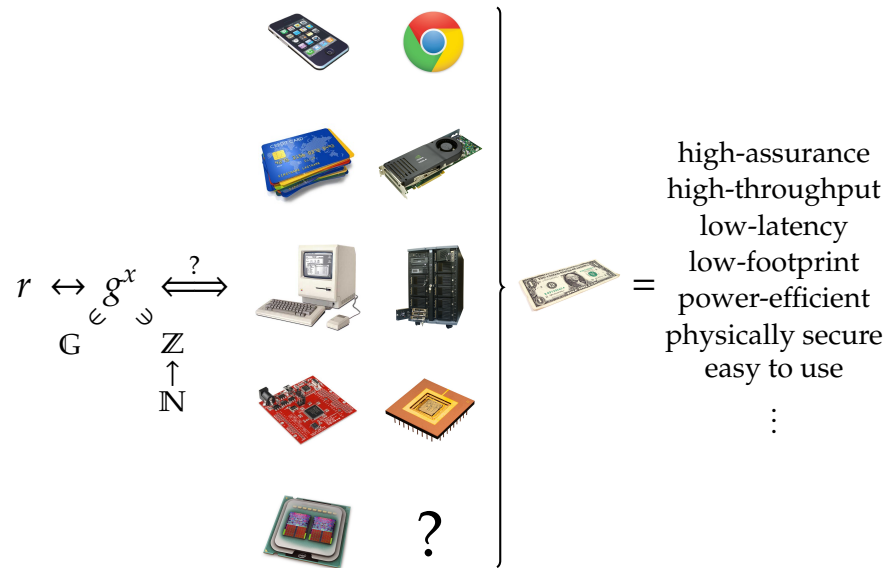 r ↔ g^x ⟺ ?
∈ ∋
𝔾 ℤ
↑
ℕ
?
=
high-assurance
high-throughput
low-latency
low-footprint
power-efficient
physically secure
easy to use
⋮